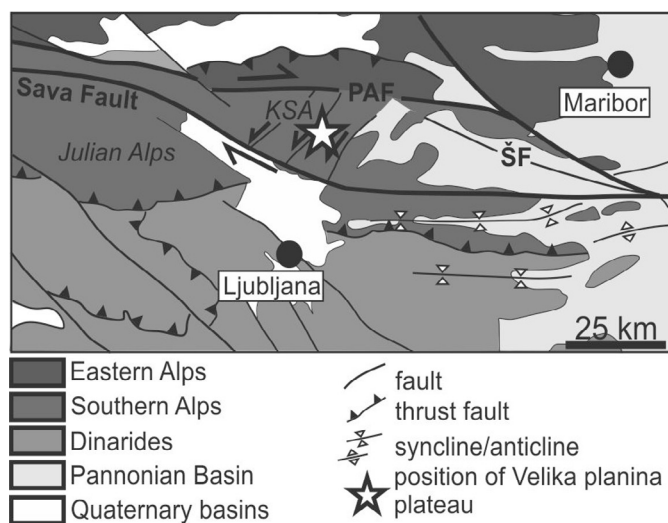 PAF
Sava Fault
KSA
Maribor
Julian Alps
ŠF
Ljubljana
25 km
Eastern Alps
Southern Alps
Dinarides
Pannonian Basin
Quaternary basins
fault
thrust fault
syncline/anticline
position of Velika planina
plateau